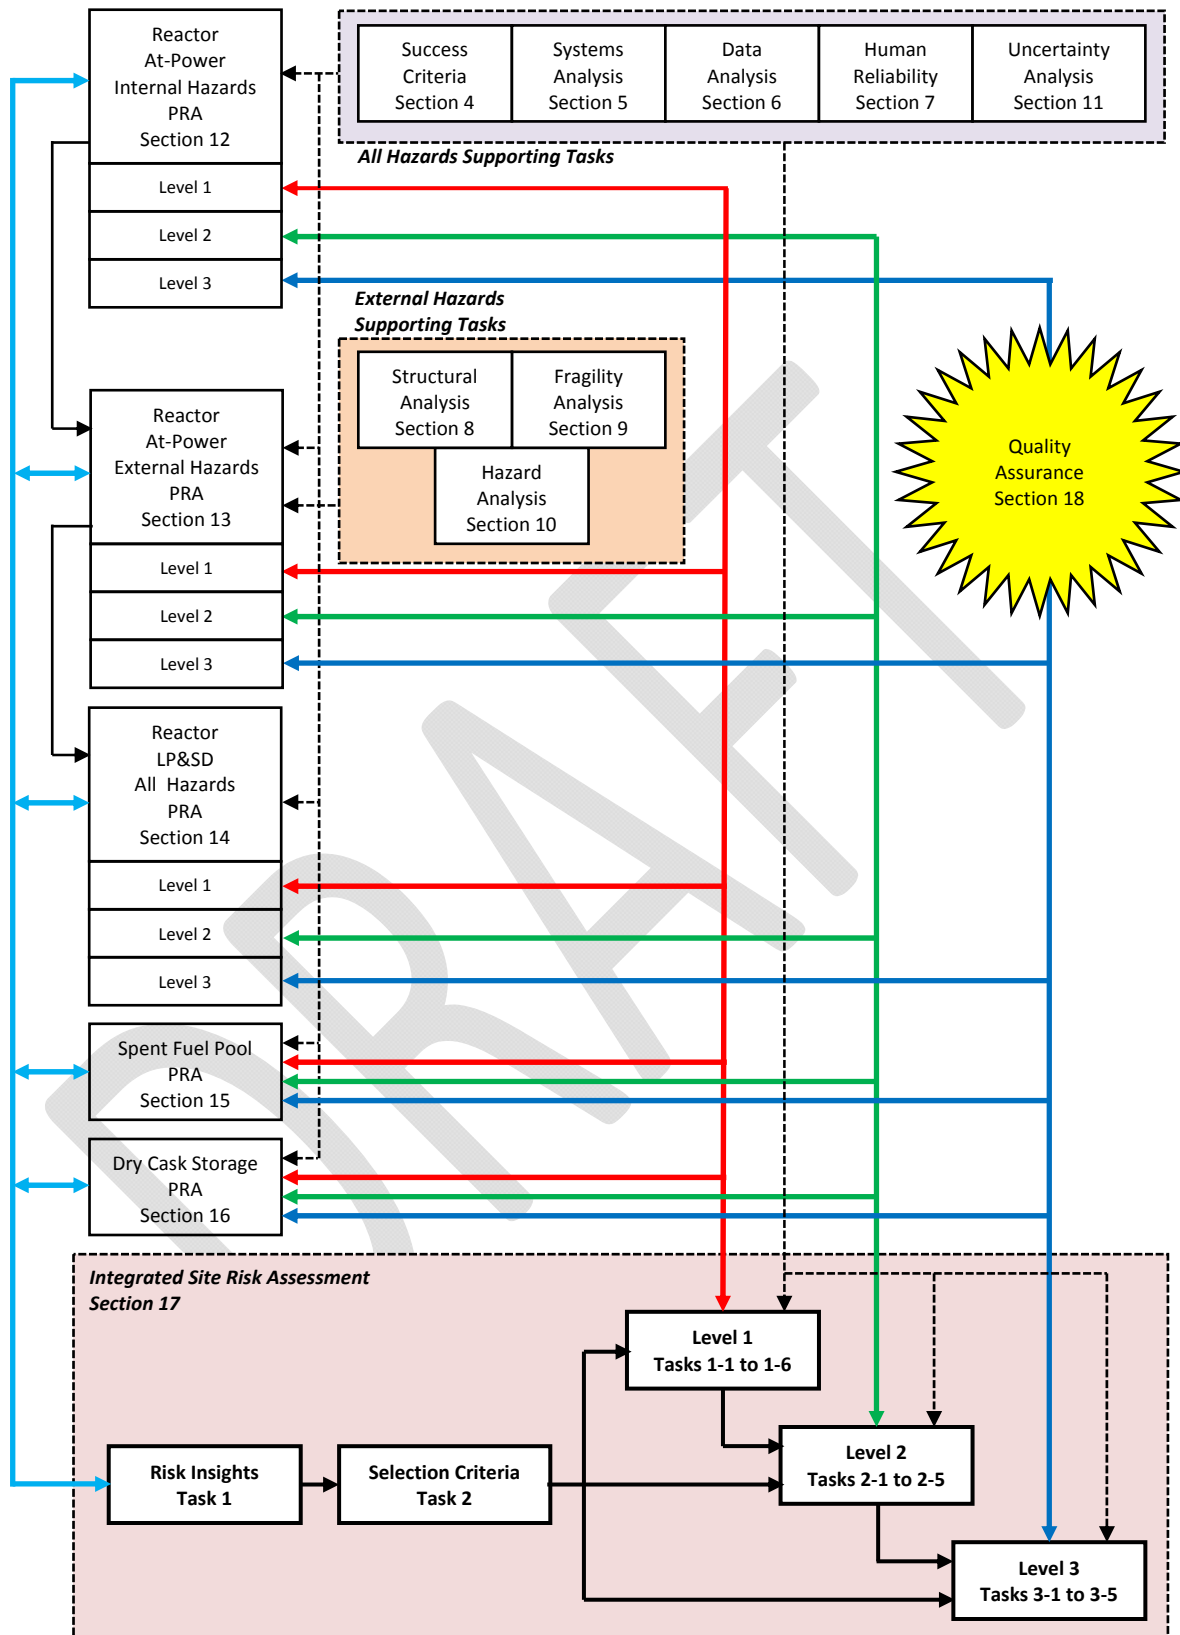 Reactor
At-Power
Internal Hazards
PRA
Section 12
Level 1
Level 2
Level 3
Success
Criteria
Section 4
Systems
Analysis
Section 5
Data
Analysis
Section 6
Human
Reliability
Section 7
Uncertainty
Analysis
Section 11
All Hazards Supporting Tasks
External Hazards
Supporting Tasks
Structural
Analysis
Section 8
Fragility
Analysis
Section 9
Hazard
Analysis
Section 10
Quality
Assurance
Section 18
Reactor
At-Power
External Hazards
PRA
Section 13
Level 1
Level 2
Level 3
Reactor
LP&SD
All Hazards
PRA
Section 14
Level 1
Level 2
Level 3
Spent Fuel Pool
PRA
Section 15
Dry Cask Storage
PRA
Section 16
DRAFT
Integrated Site Risk Assessment
Section 17
Level 1
Tasks 1-1 to 1-6
Level 2
Tasks 2-1 to 2-5
Level 3
Tasks 3-1 to 3-5
Risk Insights
Task 1
Selection Criteria
Task 2